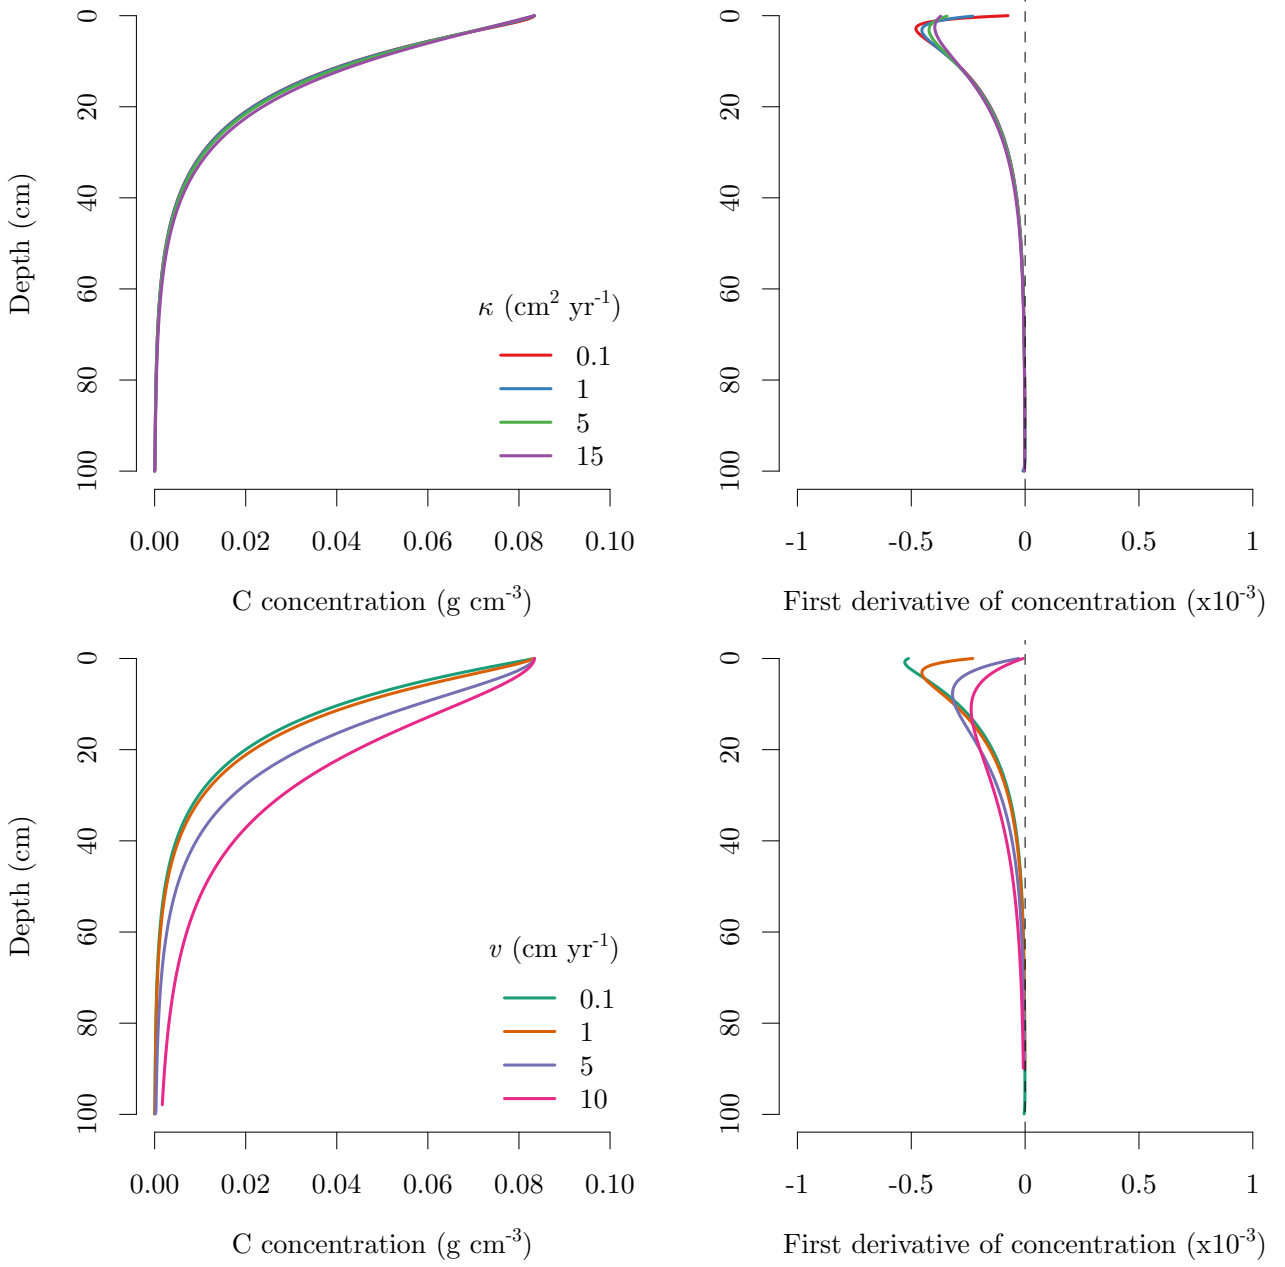 Depth (cm)
0
20
40
60
80
100
κ (cm² yr⁻¹)
0.1
1
5
15
0.00 0.02 0.04 0.06 0.08 0.10
C concentration (g cm⁻³)
0
20
40
60
80
100
-1 -0.5 0 0.5 1
First derivative of concentration (x10⁻³)
Depth (cm)
0
20
40
60
80
100
v (cm yr⁻¹)
0.1
1
5
10
0.00 0.02 0.04 0.06 0.08 0.10
C concentration (g cm⁻³)
0
20
40
60
80
100
-1 -0.5 0 0.5 1
First derivative of concentration (x10⁻³)